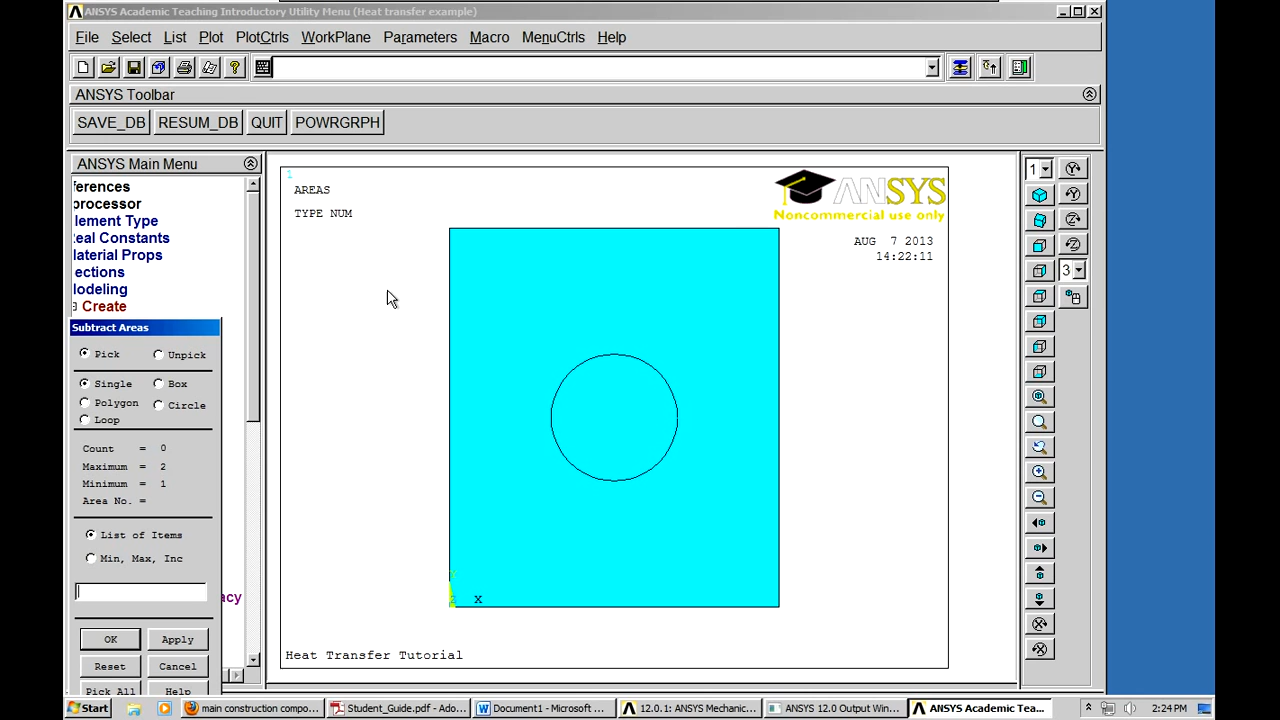 ANSYS Academic Teaching Introductory Utility Menu (Heat transfer example)
File Select List Plot PlotCtrls WorkPlane Parameters Macro MenuCtrls Help
ANSYS Toolbar
SAVE_DB RESUM_DB QUIT POWRGRPH
ANSYS Main Menu
ferences
processor
lement Type
Real Constants
Material Props
ections
Modeling
Create
Subtract Areas
Pick Unpick
Single Box
Polygon Circle
Loop
Count = 0
Maximum = 2
Minimum = 1
Area No. =
List of Items
Min, Max, Inc
acy
OK Apply
Reset Cancel
Pick All Help
1
AREAS
TYPE NUM
ANSYS
Noncommercial use only
AUG 7 2013
14:22:11
X
Heat Transfer Tutorial
1
3
Start main construction compo... Student_Guide.pdf - Ado... Document1 - Microsoft ... 12.0.1: ANSYS Mechanic... ANSYS 12.0 Output Win... ANSYS Academic Tea... 2:24 PM